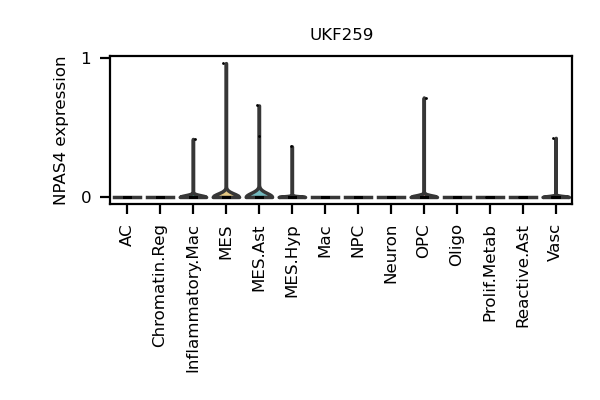 UKF259
NPAS4 expression
1
0
AC
Chromatin.Reg
Inflammatory.Mac
MES
MES.Ast
MES.Hyp
Mac
NPC
Neuron
OPC
Oligo
Prolif.Metab
Reactive.Ast
Vasc